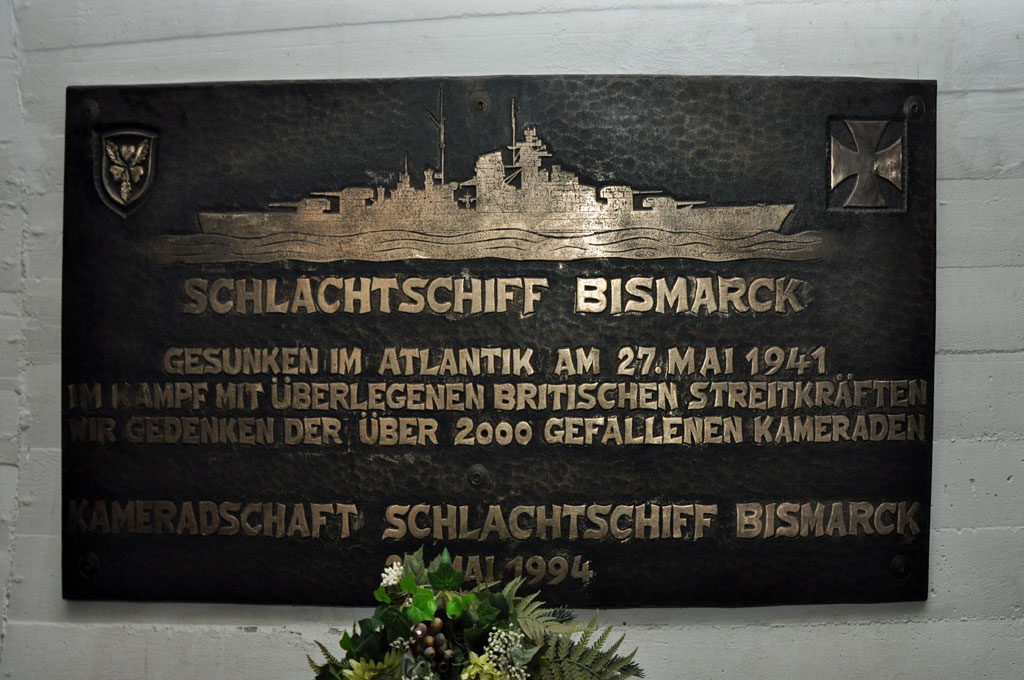 SCHLACHTSCHIFF BISMARCK
GESUNKEN IM ATLANTIK AM 27. MAI 1941
IM KAMPF MIT ÜBERLEGENEN BRITISCHEN STREITKRÄFTEN
WIR GEDENKEN DER ÜBER 2000 GEFALLENEN KAMERADEN
KAMERADSCHAFT SCHLACHTSCHIFF BISMARCK
MAI 1994